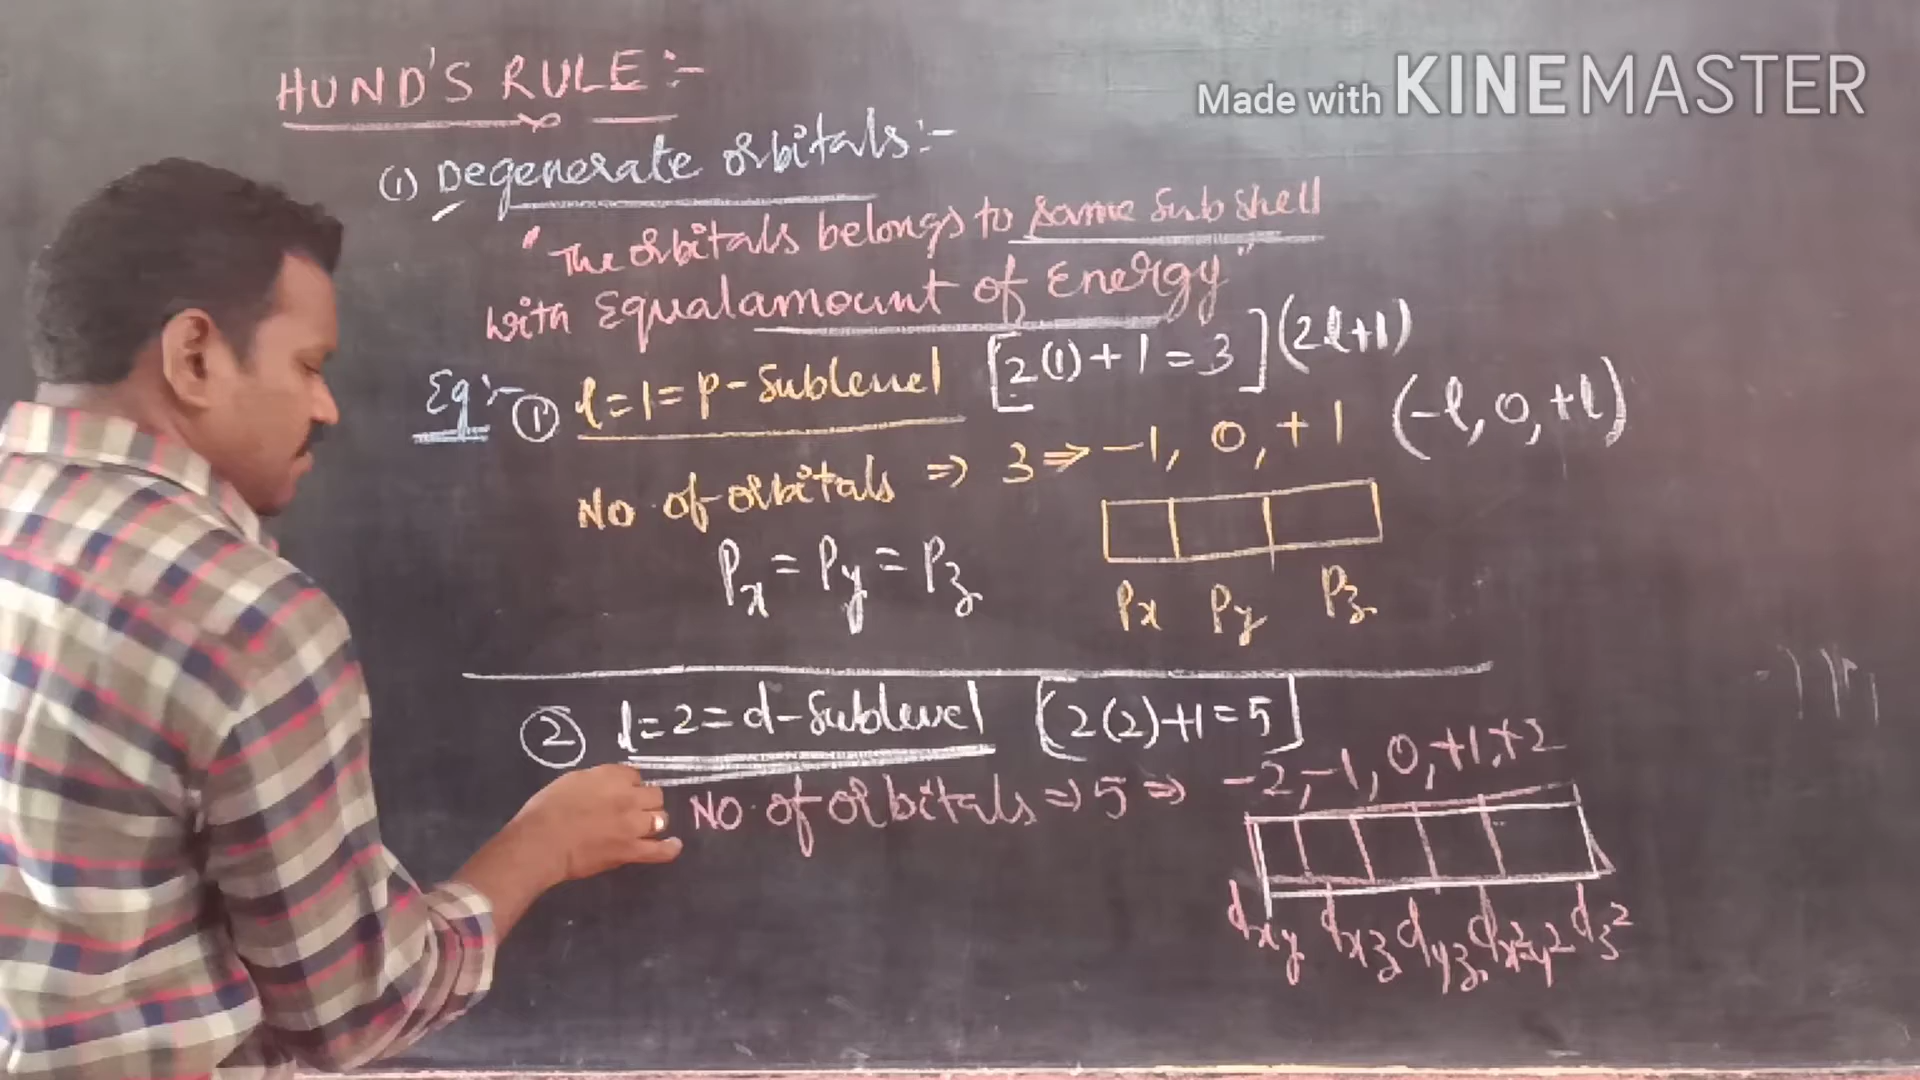 Made with KINEMASTER
HUND'S RULE :-
(1) Degenerate orbitals :-
"The orbitals belongs to same subshell
with Equal amount of Energy"
Eg :- ① l=1=p-Sublevel [2(1)+1=3] (2l+1)
No. of orbitals ⇒ 3 ⇒ -1, 0, +1 (-l, 0, +l)
Px = Py = Pz
Px Py Pz
② l=2=d-Sublevel [2(2)+1=5]
No. of orbitals ⇒ 5 ⇒ -2, -1, 0, +1, +2
dxy dxz dyz dx²-y² dz²